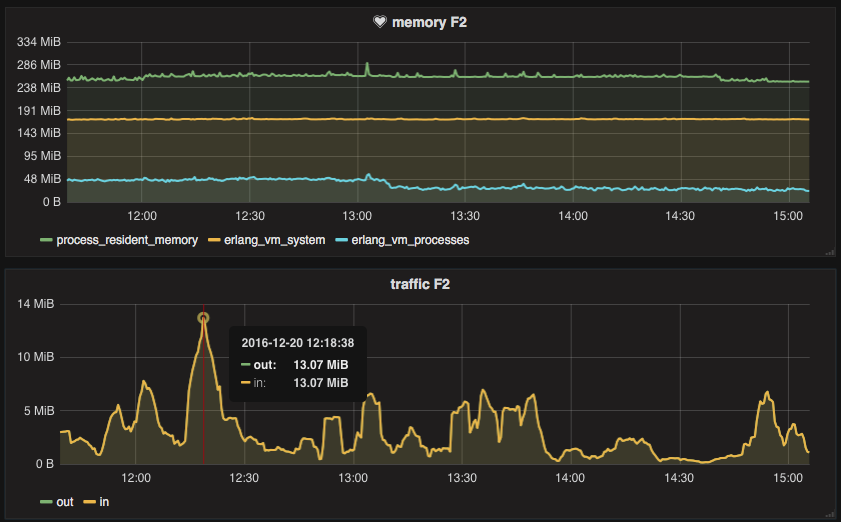 memory F2
334 MiB
286 MiB
238 MiB
191 MiB
143 MiB
95 MiB
48 MiB
0 B
12:00 12:30 13:00 13:30 14:00 14:30 15:00
process_resident_memory erlang_vm_system erlang_vm_processes
traffic F2
14 MiB
10 MiB
5 MiB
0 B
2016-12-20 12:18:38
out: 13.07 MiB
in: 13.07 MiB
12:00 12:30 13:00 13:30 14:00 14:30 15:00
out in